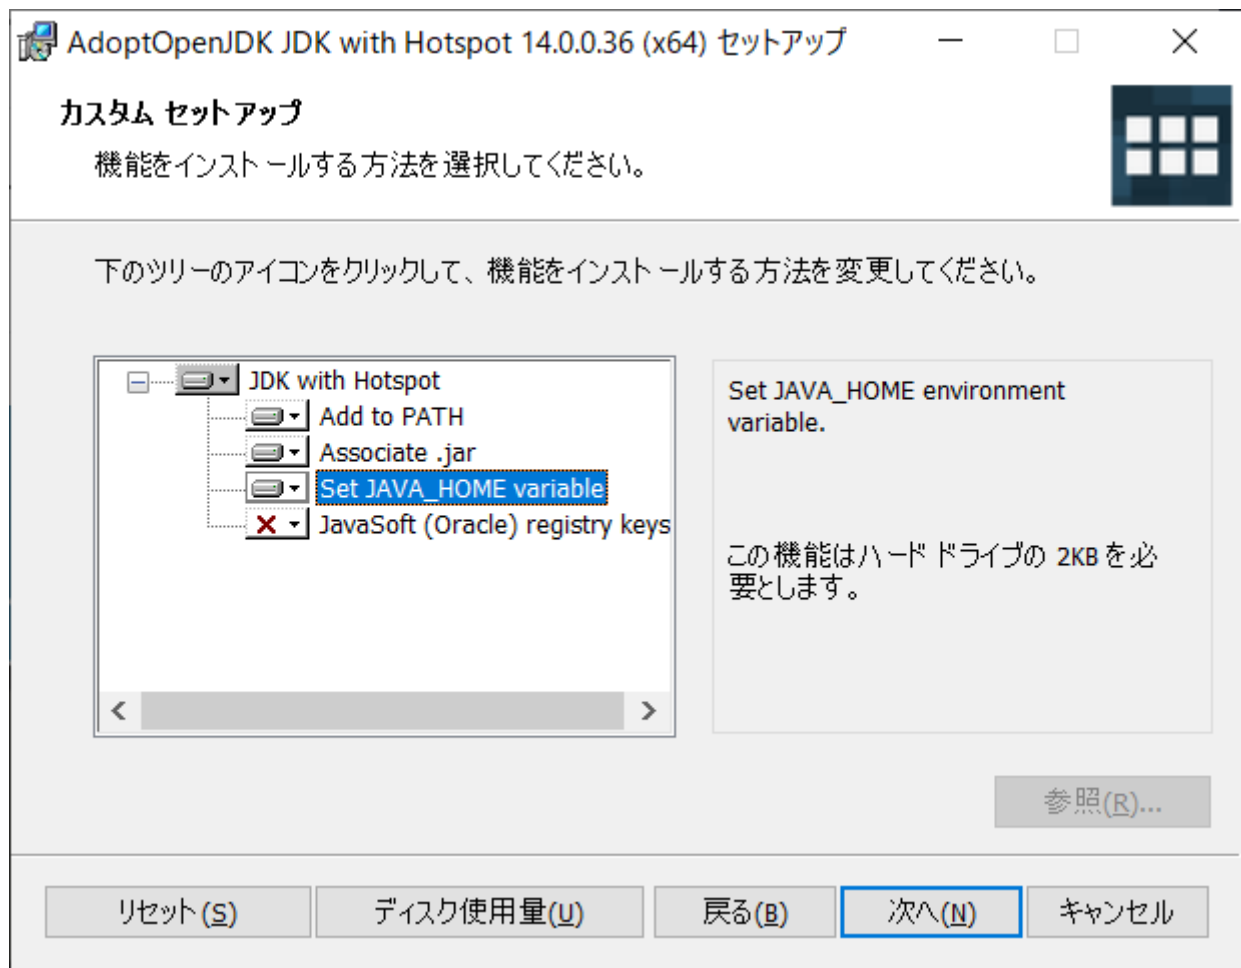 AdoptOpenJDK JDK with Hotspot 14.0.0.36 (x64) セットアップ
カスタム セットアップ
機能をインストールする方法を選択してください。
下のツリーのアイコンをクリックして、機能をインストールする方法を変更してください。
JDK with Hotspot
Add to PATH
Associate .jar
Set JAVA_HOME variable
JavaSoft (Oracle) registry keys
Set JAVA_HOME environment
variable.
この機能はハード ドライブの 2KB を必
要とします。
参照(R)...
リセット(S)
ディスク使用量(U)
戻る(B)
次へ(N)
キャンセル